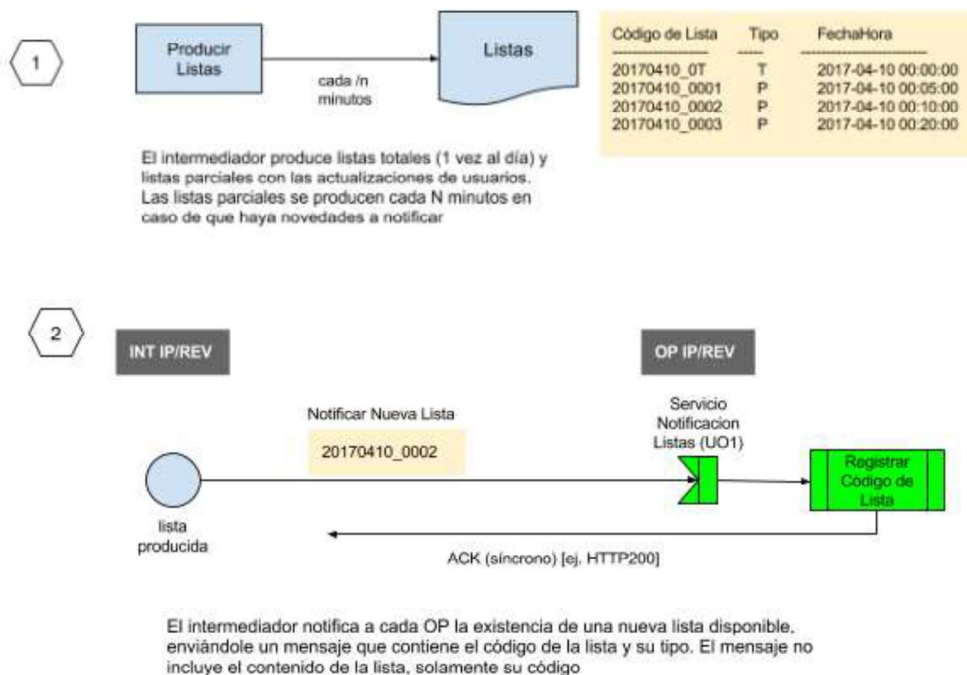 1
Producir
Listas
cada /n
minutos
Listas
Código de Lista Tipo FechaHora
-------------------- ----- --------------------------
20170410_0T T 2017-04-10 00:00:00
20170410_0001 P 2017-04-10 00:05:00
20170410_0002 P 2017-04-10 00:10:00
20170410_0003 P 2017-04-10 00:20:00
El intermediador produce listas totales (1 vez al día) y
listas parciales con las actualizaciones de usuarios.
Las listas parciales se producen cada N minutos en
caso de que haya novedades a notificar
2
INT IP/REV
OP IP/REV
Notificar Nueva Lista
20170410_0002
Servicio
Notificacion
Listas (UO1)
Registrar
Código de
Lista
lista
producida
ACK (síncrono) [ej. HTTP200]
El intermediador notifica a cada OP la existencia de una nueva lista disponible,
enviándole un mensaje que contiene el código de la lista y su tipo. El mensaje no
incluye el contenido de la lista, solamente su código